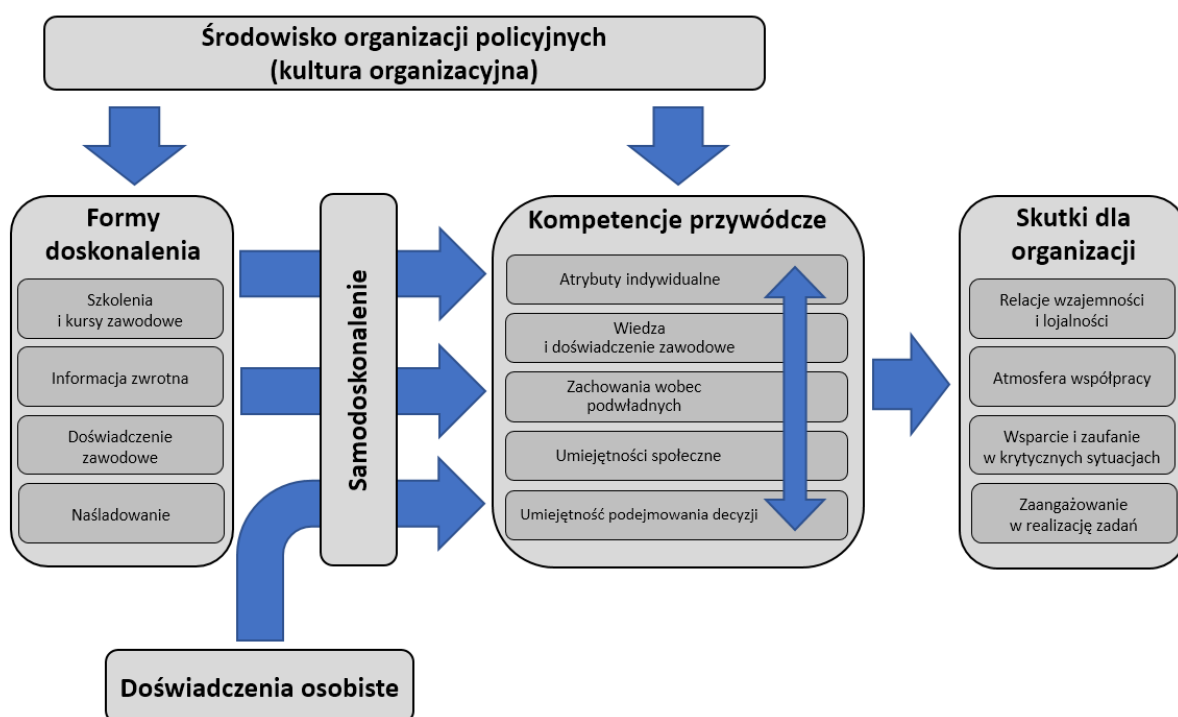 Środowisko organizacji policyjnych
(kultura organizacyjna)
Formy
doskonalenia
Szkolenia
i kursy zawodowe
Informacja zwrotna
Doświadczenie
zawodowe
Naśladowanie
Samodoskonalenie
Doświadczenia osobiste
Kompetencje przywódcze
Atrybuty indywidualne
Wiedza
i doświadczenie zawodowe
Zachowania wobec
podwładnych
Umiejętności społeczne
Umiejętność podejmowania decyzji
Skutki dla
organizacji
Relacje wzajemności
i lojalności
Atmosfera współpracy
Wsparcie i zaufanie
w krytycznych sytuacjach
Zaangażowanie
w realizację zadań